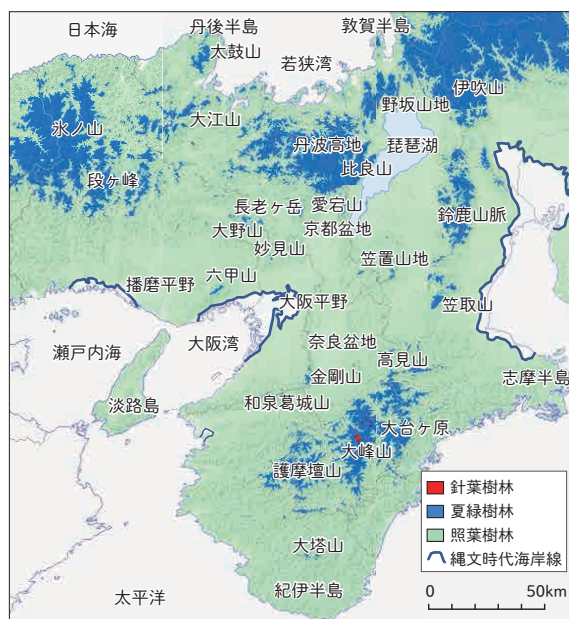 日本海
丹後半島
敦賀半島
太鼓山
若狭湾
伊吹山
野坂山地
大江山
氷ノ山
丹波高地
琵琶湖
比良山
段ヶ峰
長老ヶ岳
愛宕山
鈴鹿山脈
大野山
京都盆地
妙見山
笠置山地
六甲山
播磨平野
大阪平野
笠取山
奈良盆地
瀬戸内海
大阪湾
高見山
金剛山
志摩半島
淡路島
和泉葛城山
大台ヶ原
大峰山
護摩壇山
針葉樹林
夏緑樹林
照葉樹林
縄文時代海岸線
大塔山
紀伊半島
太平洋
0 50km